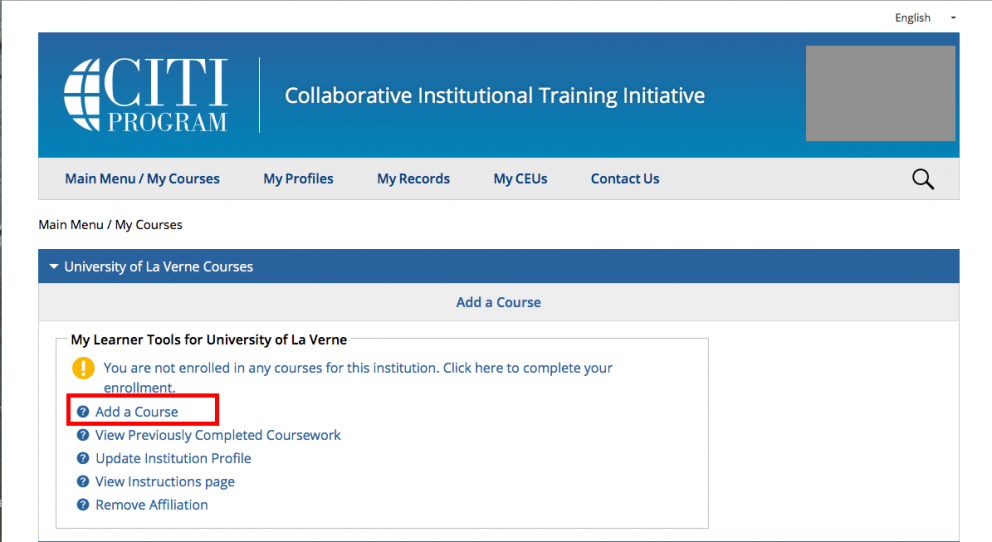 English
CITI
PROGRAM
Collaborative Institutional Training Initiative
Main Menu / My Courses My Profiles My Records My CEUs Contact Us
Main Menu / My Courses
University of La Verne Courses
Add a Course
My Learner Tools for University of La Verne
You are not enrolled in any courses for this institution. Click here to complete your
enrollment.
Add a Course
View Previously Completed Coursework
Update Institution Profile
View Instructions page
Remove Affiliation